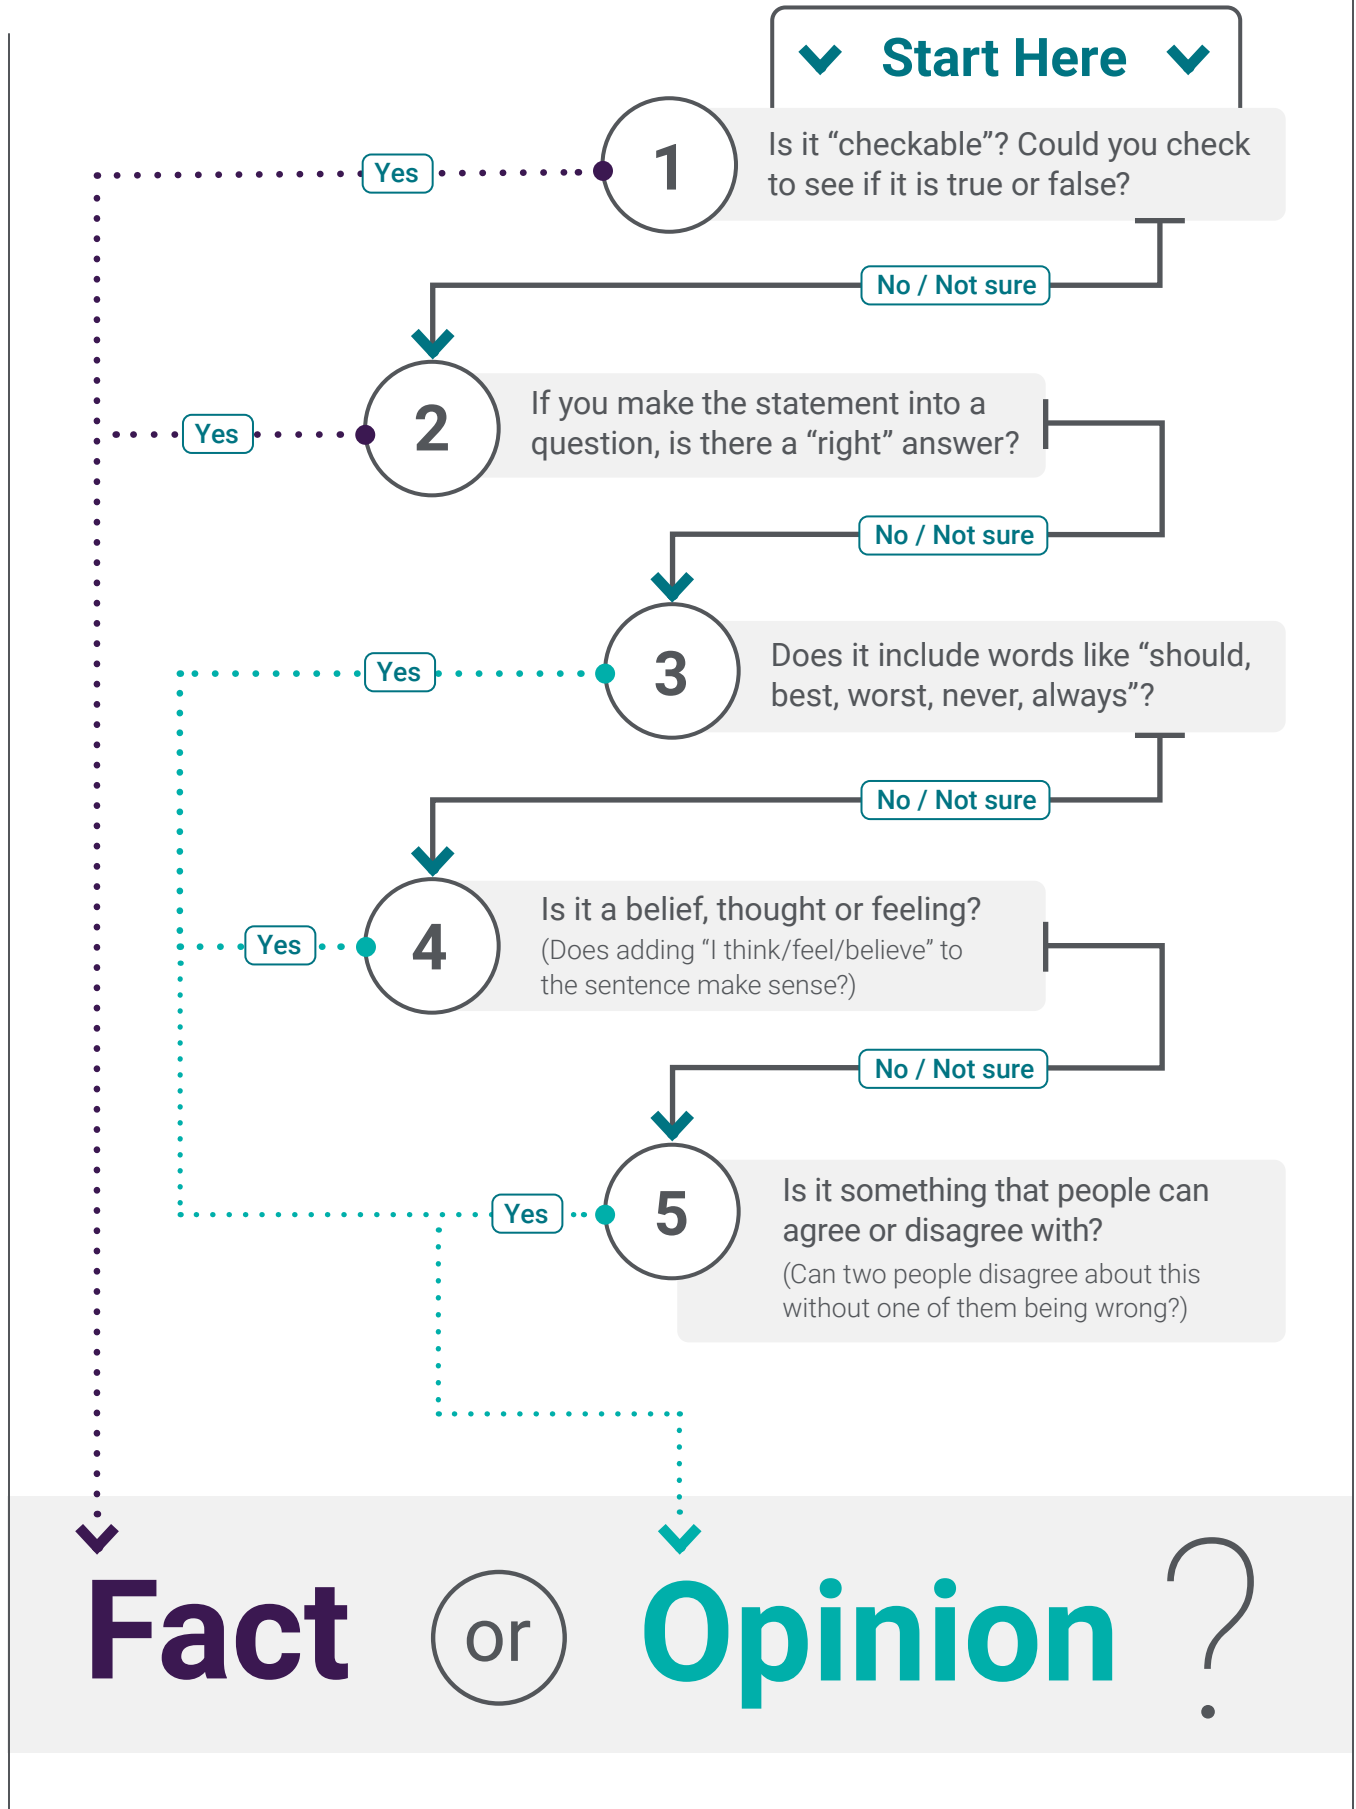 Start Here
1
Is it “checkable”? Could you check
to see if it is true or false?
Yes
No / Not sure
2
If you make the statement into a
question, is there a “right” answer?
Yes
No / Not sure
3
Does it include words like “should,
best, worst, never, always”?
Yes
No / Not sure
4
Is it a belief, thought or feeling?
(Does adding “I think/feel/believe” to
the sentence make sense?)
Yes
No / Not sure
5
Is it something that people can
agree or disagree with?
(Can two people disagree about this
without one of them being wrong?)
Yes
Fact or Opinion ?